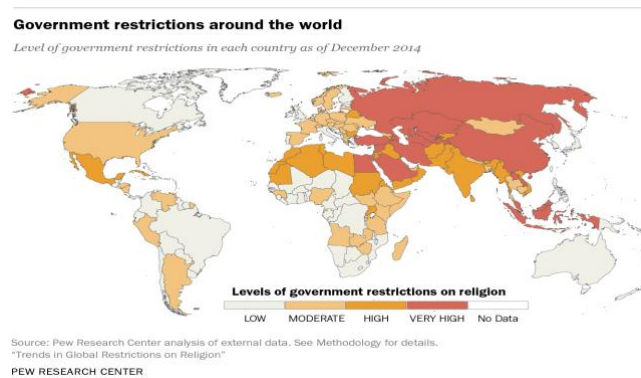 Government restrictions around the world
Level of government restrictions in each country as of December 2014
Levels of government restrictions on religion
LOW MODERATE HIGH VERY HIGH No Data
Source: Pew Research Center analysis of external data. See Methodology for details.
"Trends in Global Restrictions on Religion"
PEW RESEARCH CENTER